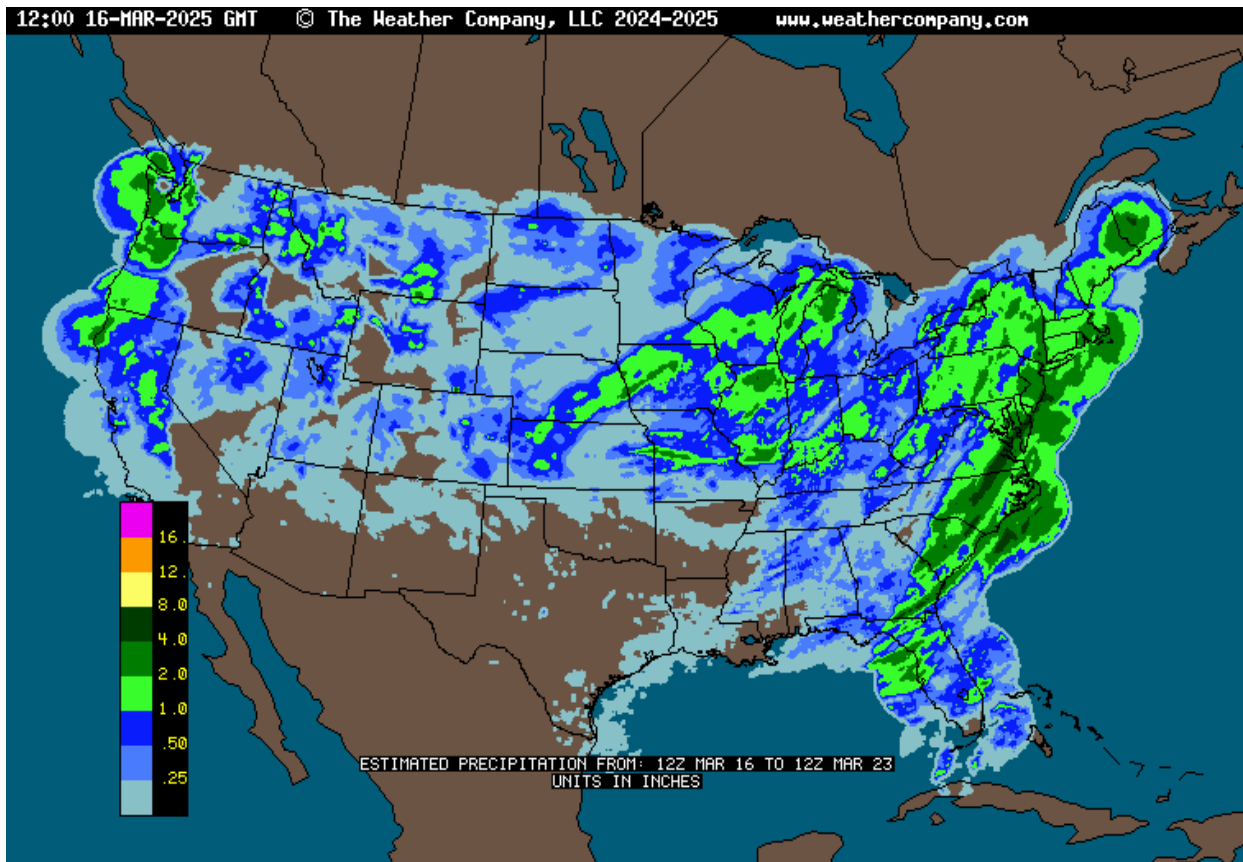 12:00 16-MAR-2025 GMT © The Weather Company, LLC 2024-2025 www.weathercompany.com
16.
12.
8.0
4.0
2.0
1.0
.50
.25
ESTIMATED PRECIPITATION FROM: 12Z MAR 16 TO 12Z MAR 23
UNITS IN INCHES